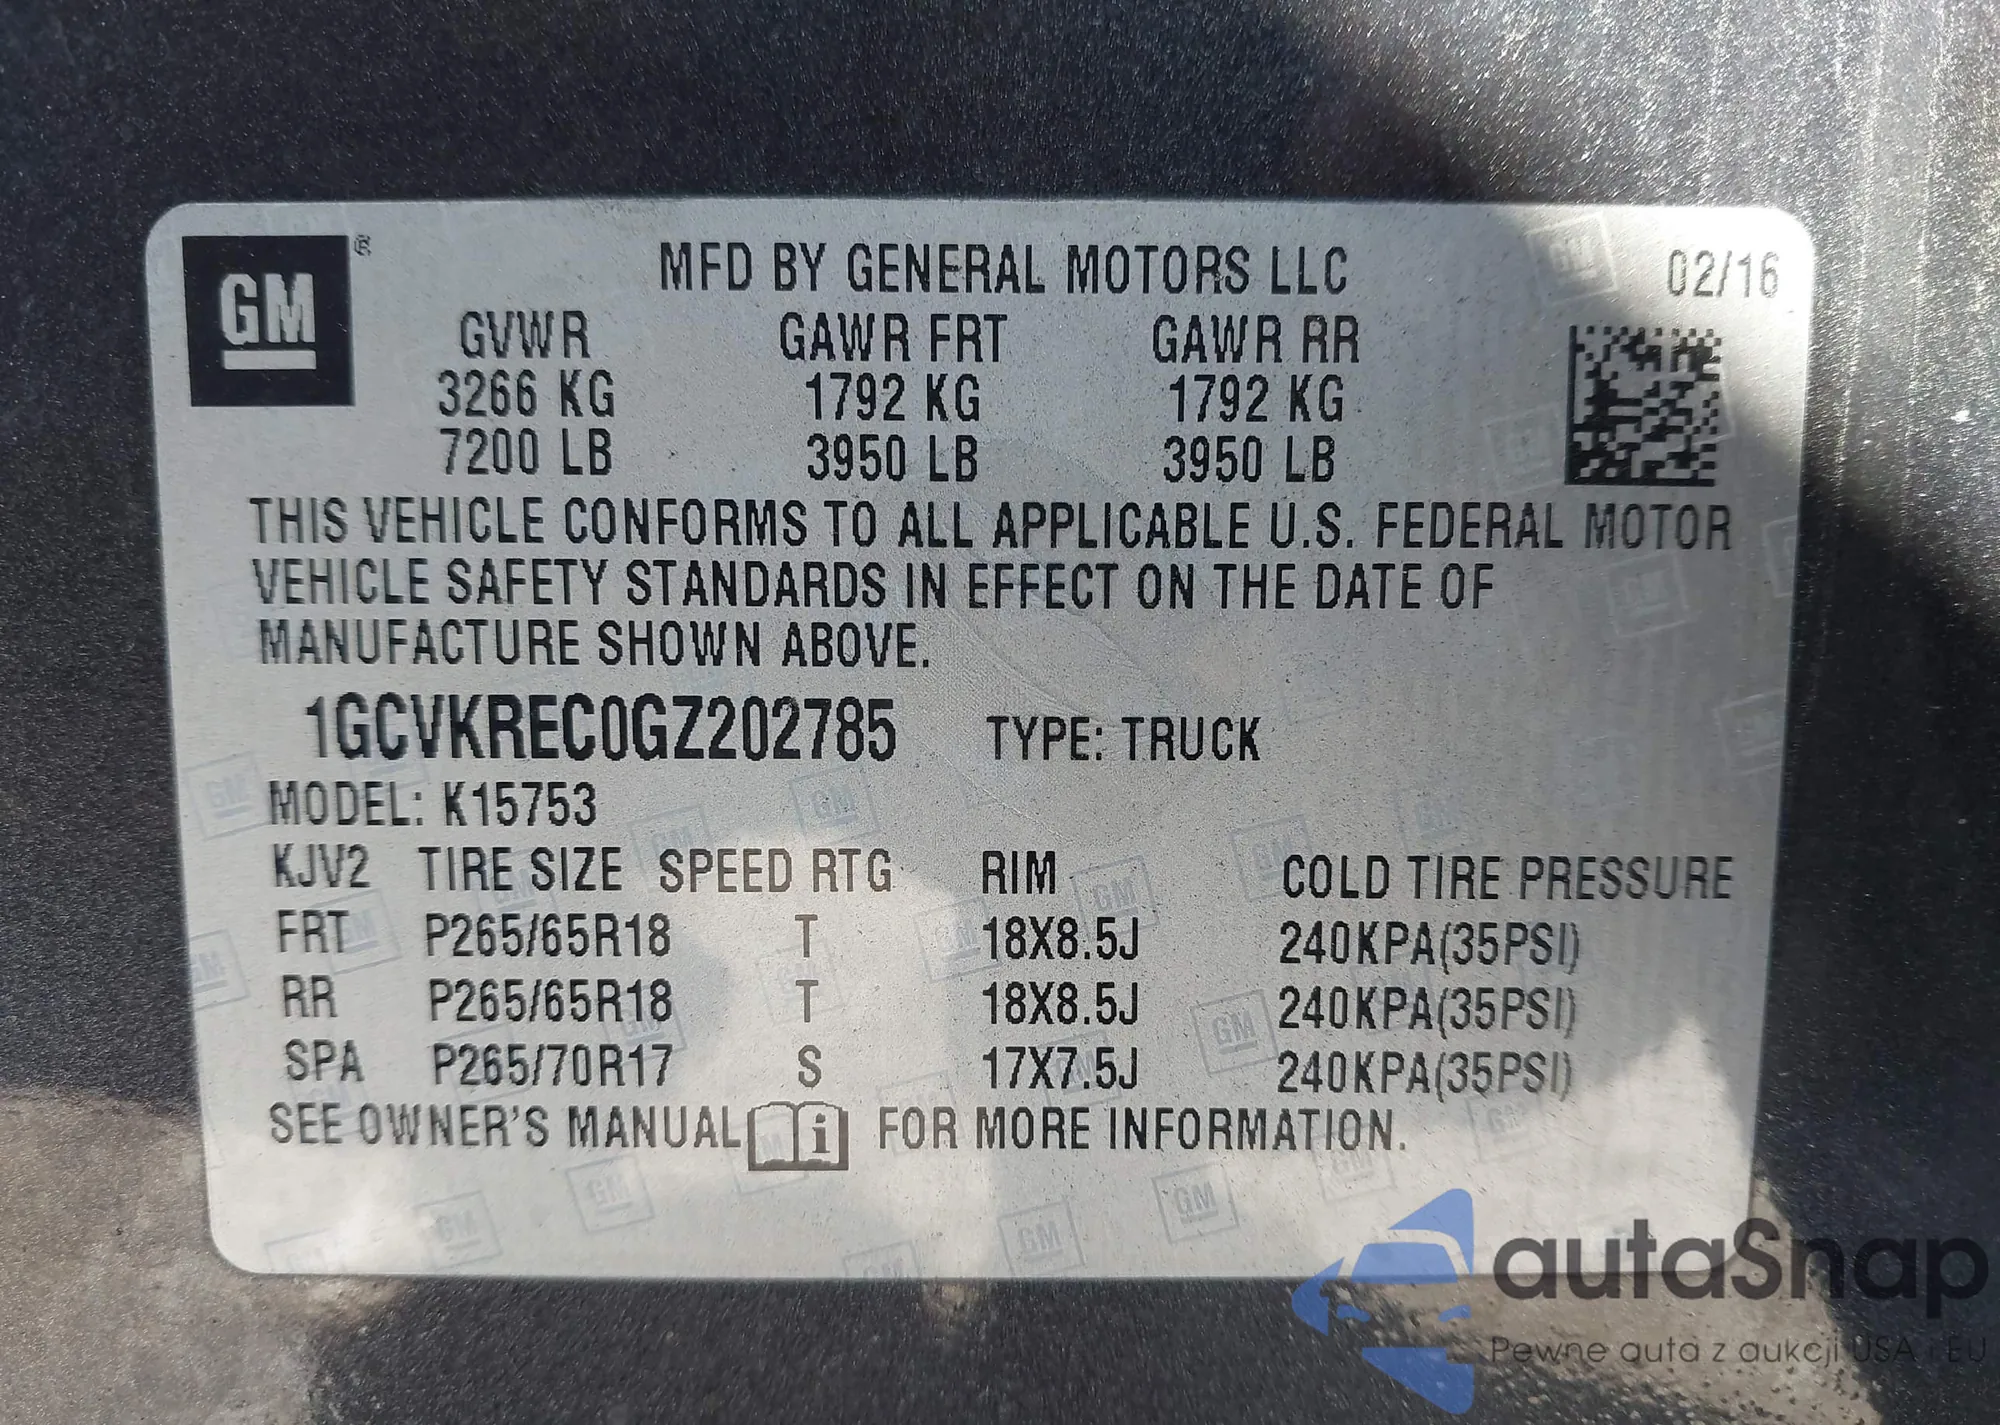 GM ®
MFD BY GENERAL MOTORS LLC 02/16
GVWR GAWR FRT GAWR RR
3266 KG 1792 KG 1792 KG
7200 LB 3950 LB 3950 LB
THIS VEHICLE CONFORMS TO ALL APPLICABLE U.S. FEDERAL MOTOR
VEHICLE SAFETY STANDARDS IN EFFECT ON THE DATE OF
MANUFACTURE SHOWN ABOVE.
1GCVKREC0GZ202785 TYPE: TRUCK
MODEL: K15753
KJV2 TIRE SIZE SPEED RTG RIM COLD TIRE PRESSURE
FRT P265/65R18 T 18X8.5J 240KPA(35PSI)
RR P265/65R18 T 18X8.5J 240KPA(35PSI)
SPA P265/70R17 S 17X7.5J 240KPA(35PSI)
SEE OWNER'S MANUAL i FOR MORE INFORMATION.
autaSnap
Pewne auta z aukcji USA i EU